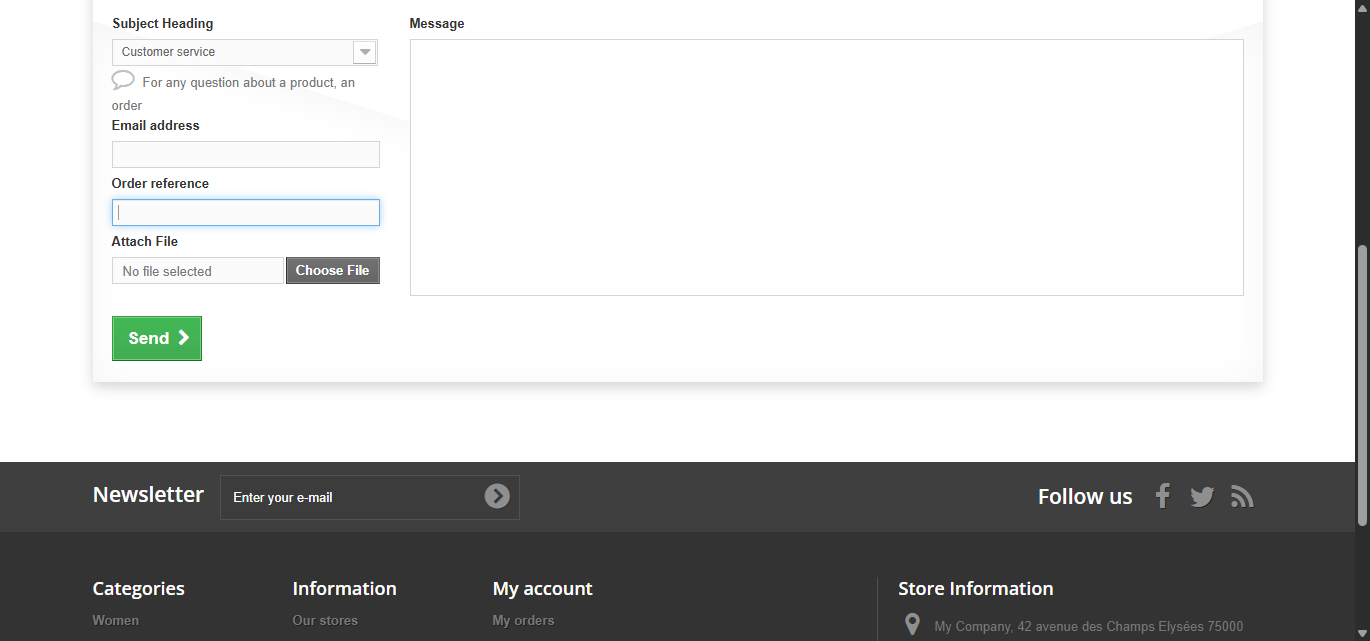 Subject Heading
Customer service
For any question about a product, an
order
Email address
Order reference
Attach File
No file selected
Choose File
Send
Message
Newsletter
Enter your e-mail
Follow us
Categories
Women
Information
Our stores
My account
My orders
Store Information
My Company, 42 avenue des Champs Elysées 75000